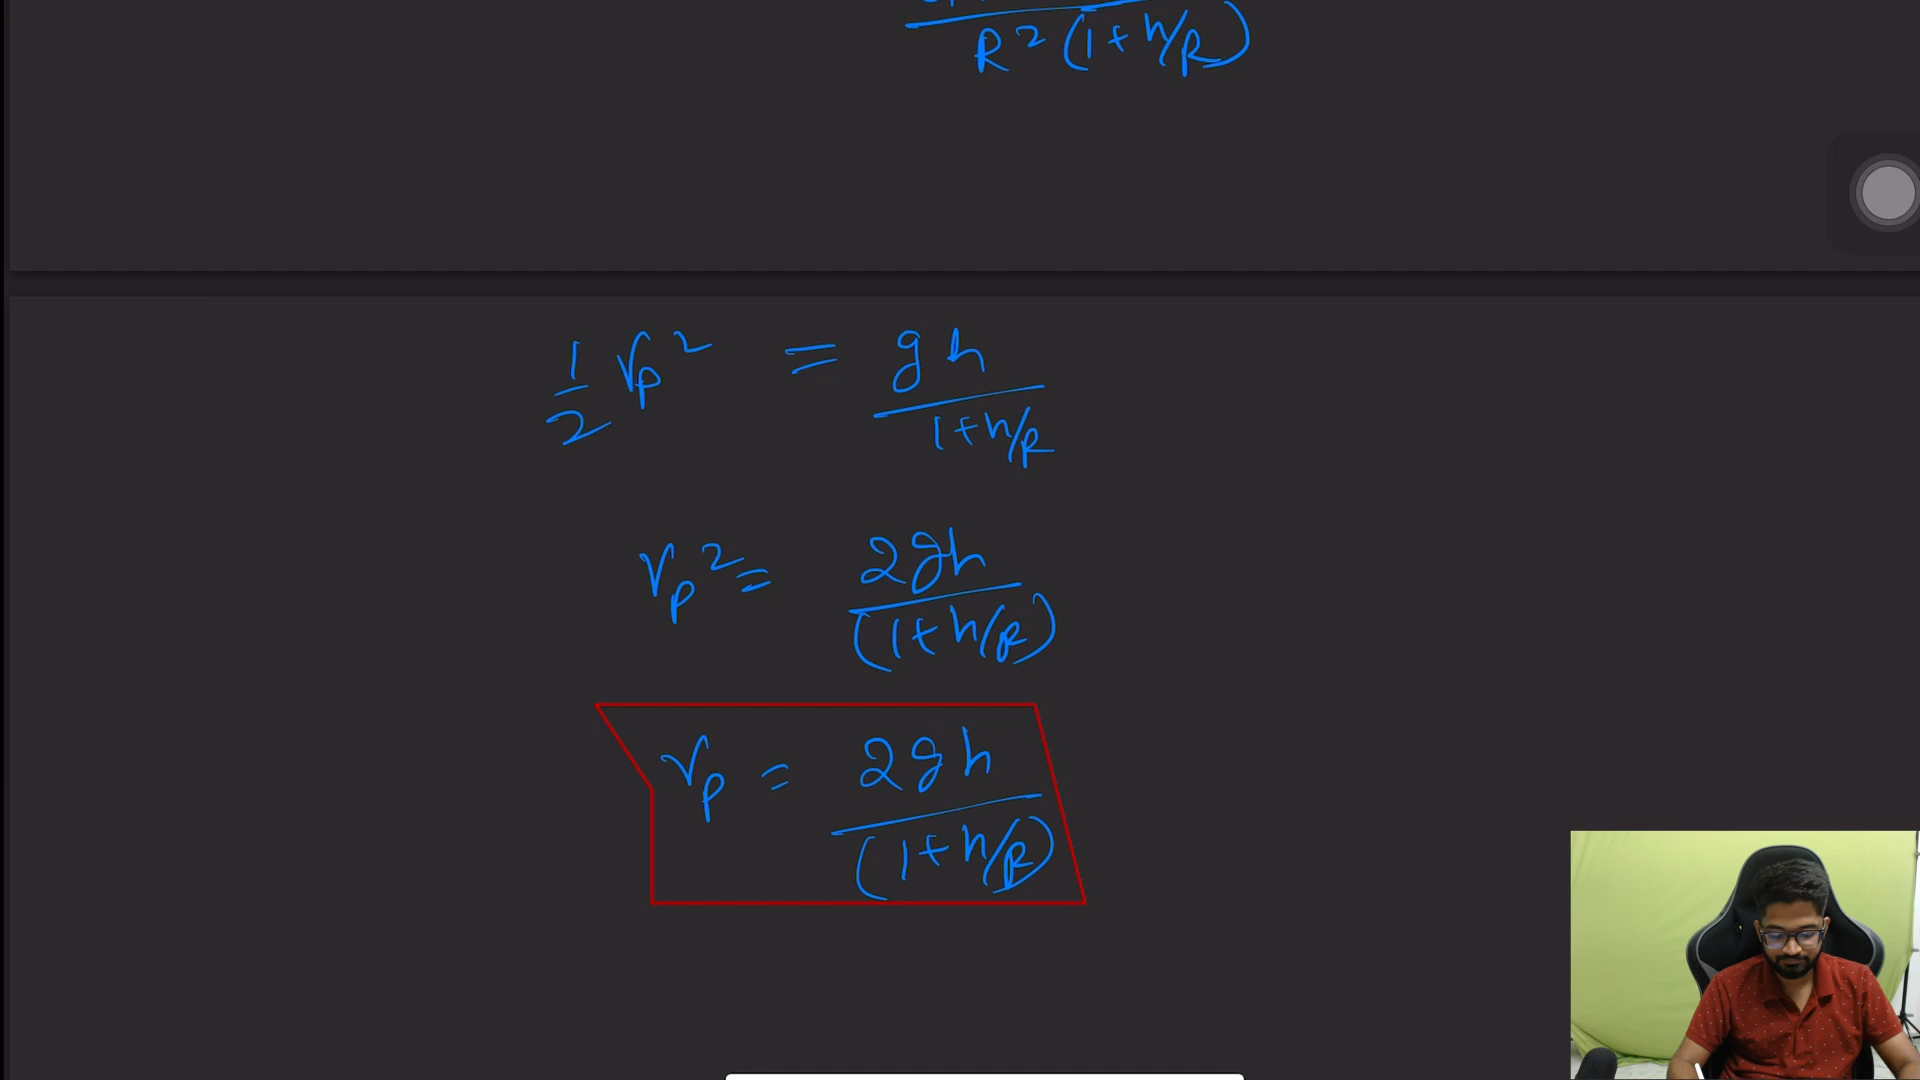 R² (1+h/R)
1/2 Vp² = gh / 1+h/R
Vp² = 2gh / (1+h/R)
Vp = 2gh / (1+h/R)